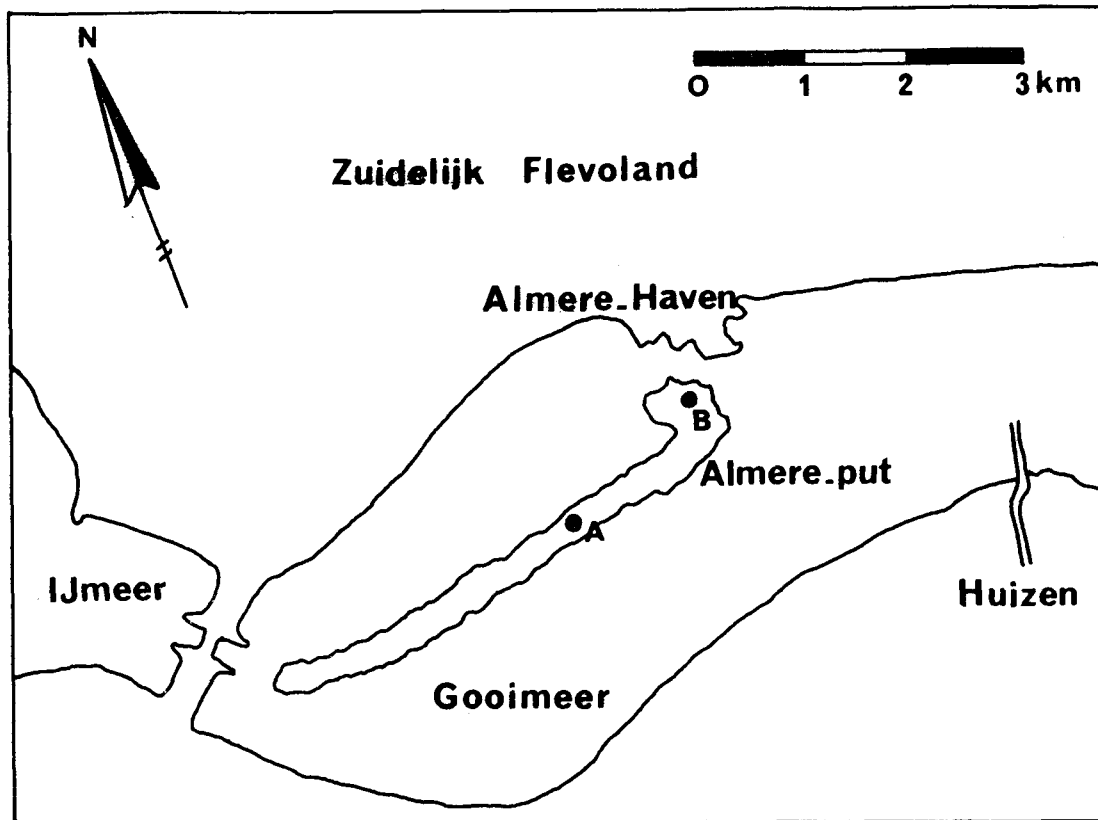 N
0 1 2 3 km
Zuidelijk Flevoland
Almere-Haven
B
Almere-put
A
IJmeer
Huizen
Gooimeer